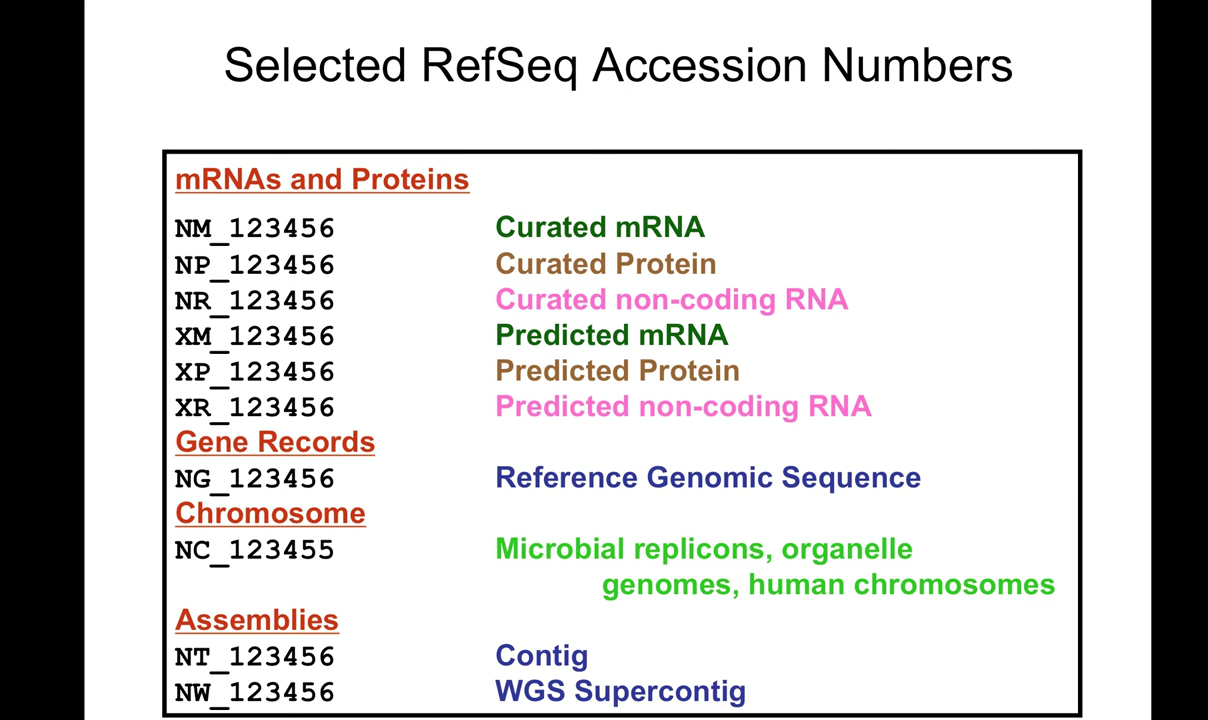 Selected RefSeq Accession Numbers
mRNAs and Proteins
NM_123456 Curated mRNA
NP_123456 Curated Protein
NR_123456 Curated non-coding RNA
XM_123456 Predicted mRNA
XP_123456 Predicted Protein
XR_123456 Predicted non-coding RNA
Gene Records
NG_123456 Reference Genomic Sequence
Chromosome
NC_123455 Microbial replicons, organelle
genomes, human chromosomes
Assemblies
NT_123456 Contig
NW_123456 WGS Supercontig